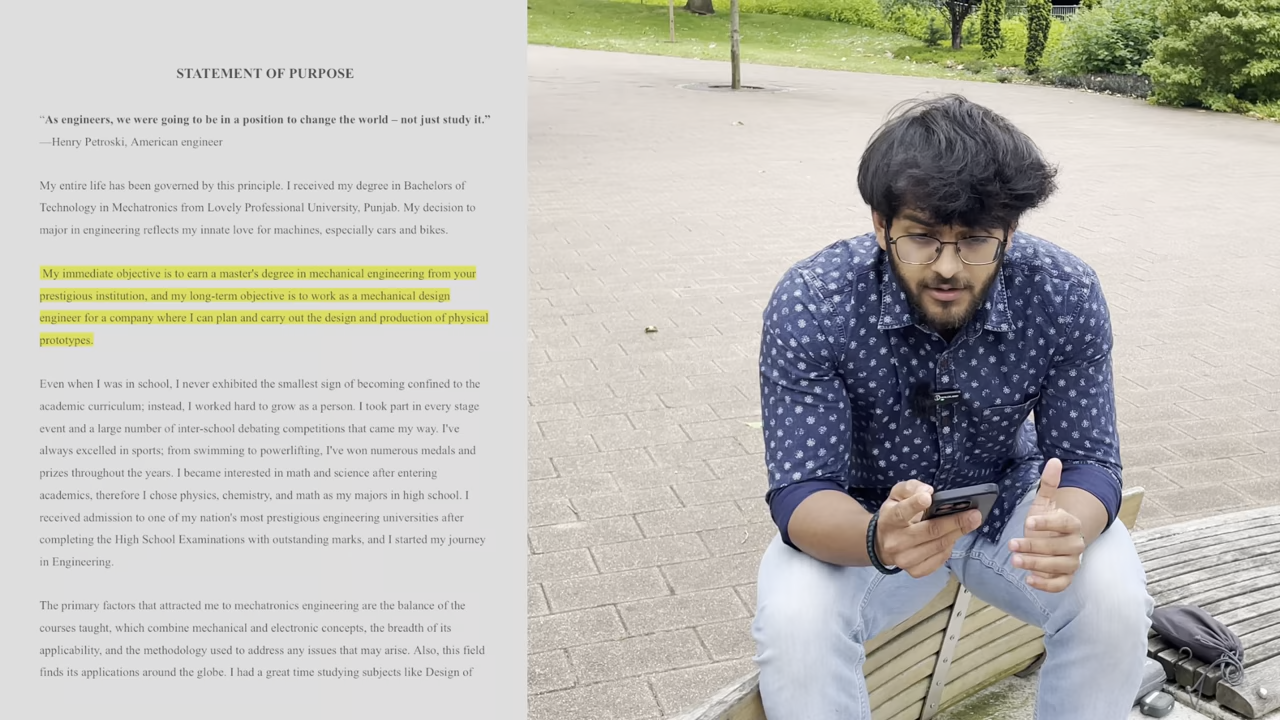 STATEMENT OF PURPOSE
“As engineers, we were going to be in a position to change the world – not just study it.”
—Henry Petroski, American engineer
My entire life has been governed by this principle. I received my degree in Bachelors of
Technology in Mechatronics from Lovely Professional University, Punjab. My decision to
major in engineering reflects my innate love for machines, especially cars and bikes.
My immediate objective is to earn a master's degree in mechanical engineering from your
prestigious institution, and my long-term objective is to work as a mechanical design
engineer for a company where I can plan and carry out the design and production of physical
prototypes.
Even when I was in school, I never exhibited the smallest sign of becoming confined to the
academic curriculum; instead, I worked hard to grow as a person. I took part in every stage
event and a large number of inter-school debating competitions that came my way. I've
always excelled in sports; from swimming to powerlifting, I've won numerous medals and
prizes throughout the years. I became interested in math and science after entering
academics, therefore I chose physics, chemistry, and math as my majors in high school. I
received admission to one of my nation's most prestigious engineering universities after
completing the High School Examinations with outstanding marks, and I started my journey
in Engineering.
The primary factors that attracted me to mechatronics engineering are the balance of the
courses taught, which combine mechanical and electronic concepts, the breadth of its
applicability, and the methodology used to address any issues that may arise. Also, this field
finds its applications around the globe. I had a great time studying subjects like Design of